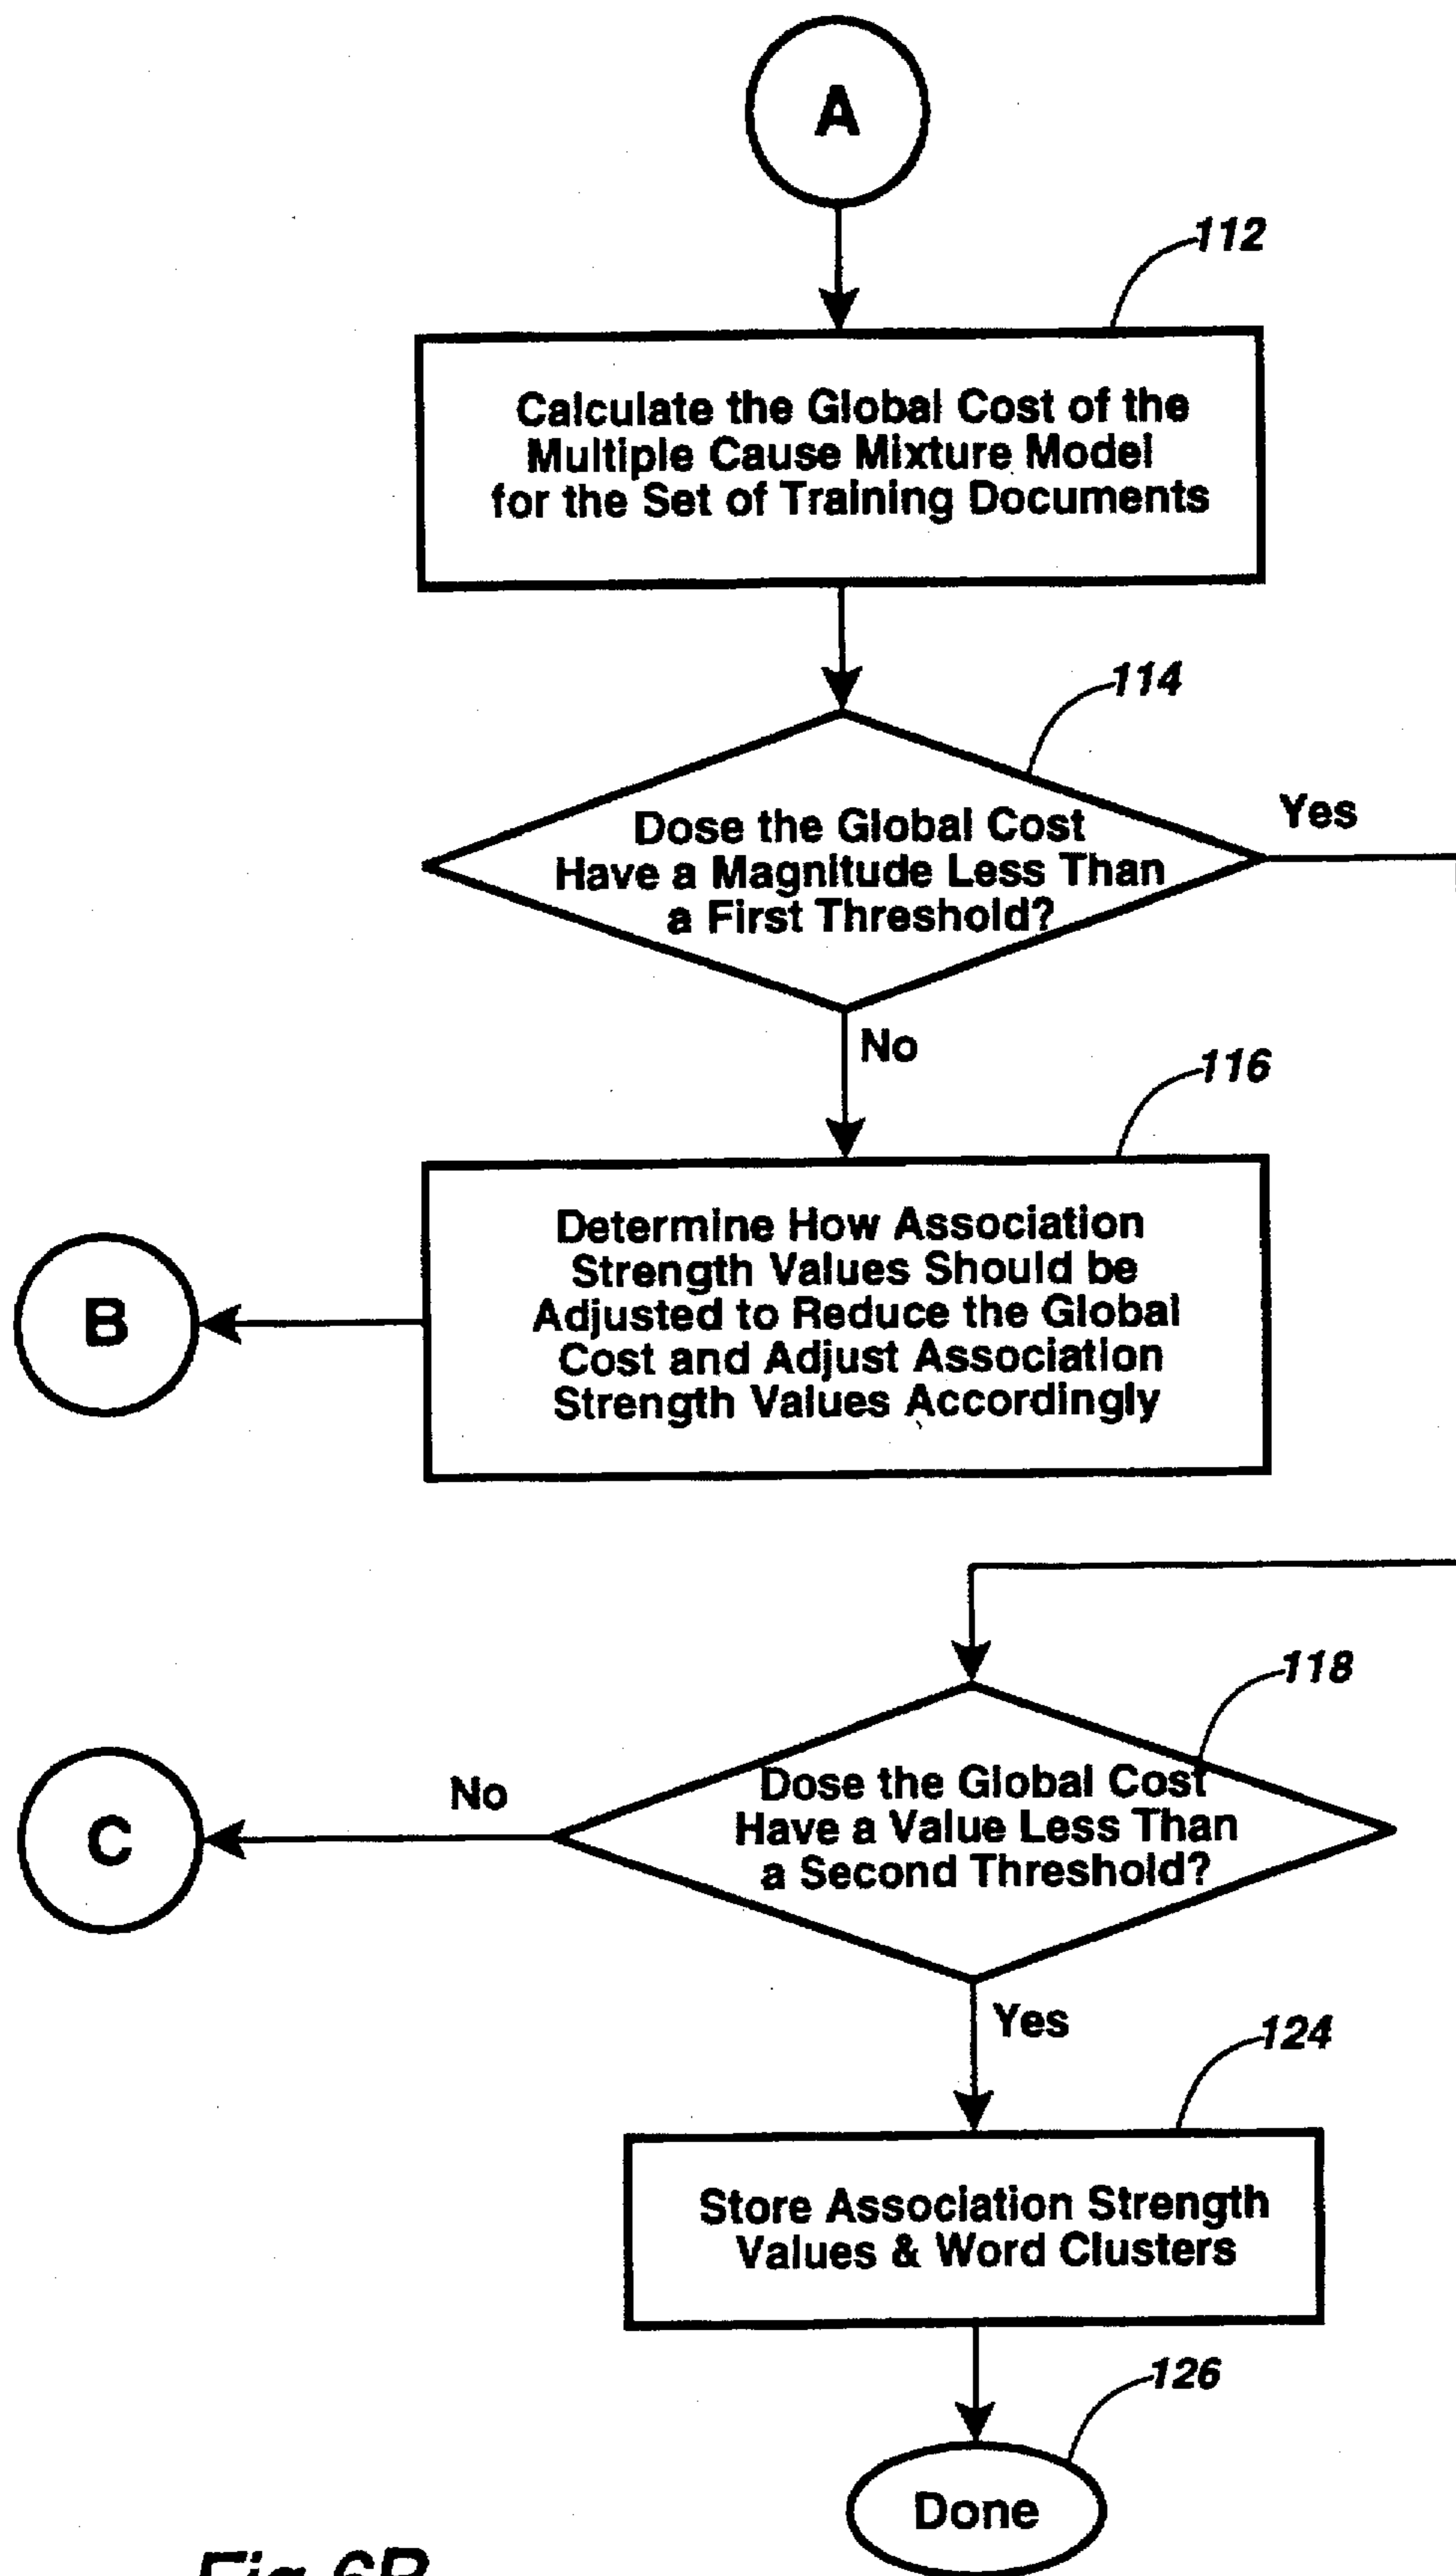 A
112
Calculate the Global Cost of the
Multiple Cause Mixture Model
for the Set of Training Documents
114
Dose the Global Cost
Have a Magnitude Less Than
a First Threshold?
Yes
No
116
Determine How Association
Strength Values Should be
Adjusted to Reduce the Global
Cost and Adjust Association
Strength Values Accordingly
B
118
Dose the Global Cost
Have a Value Less Than
a Second Threshold?
No
C
Yes
124
Store Association Strength
Values & Word Clusters
126
Done
Fig.6B